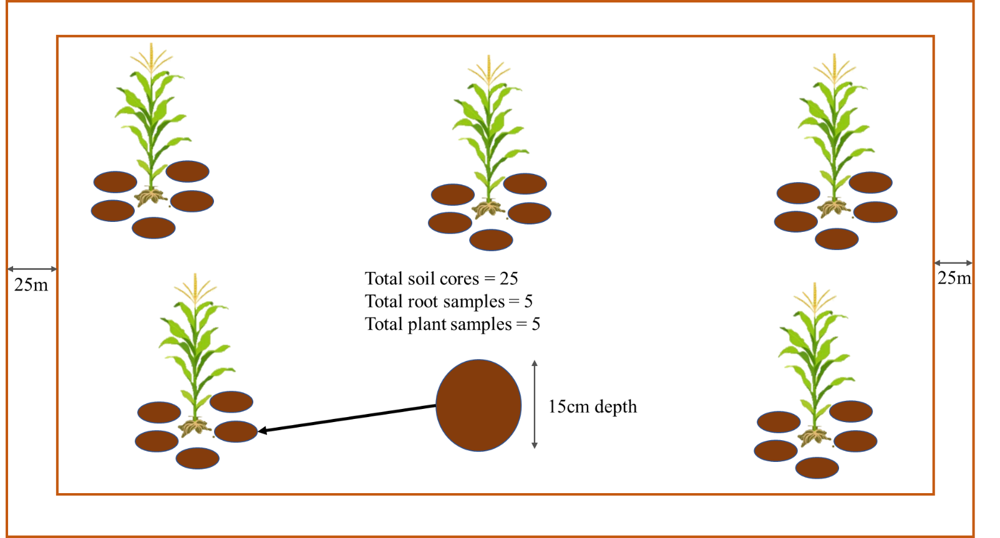 Total soil cores = 25
Total root samples = 5
Total plant samples = 5
25m
25m
15cm depth